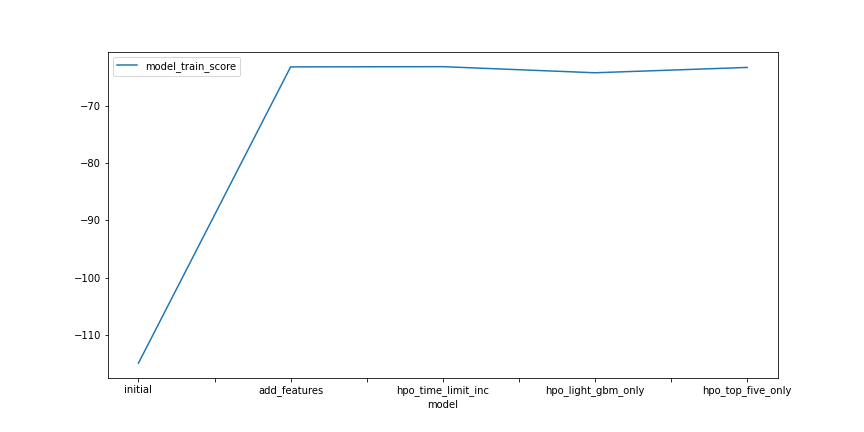 model_train_score
−70
−80
−90
−100
−110
initial add_features hpo_time_limit_inc hpo_light_gbm_only hpo_top_five_only
model